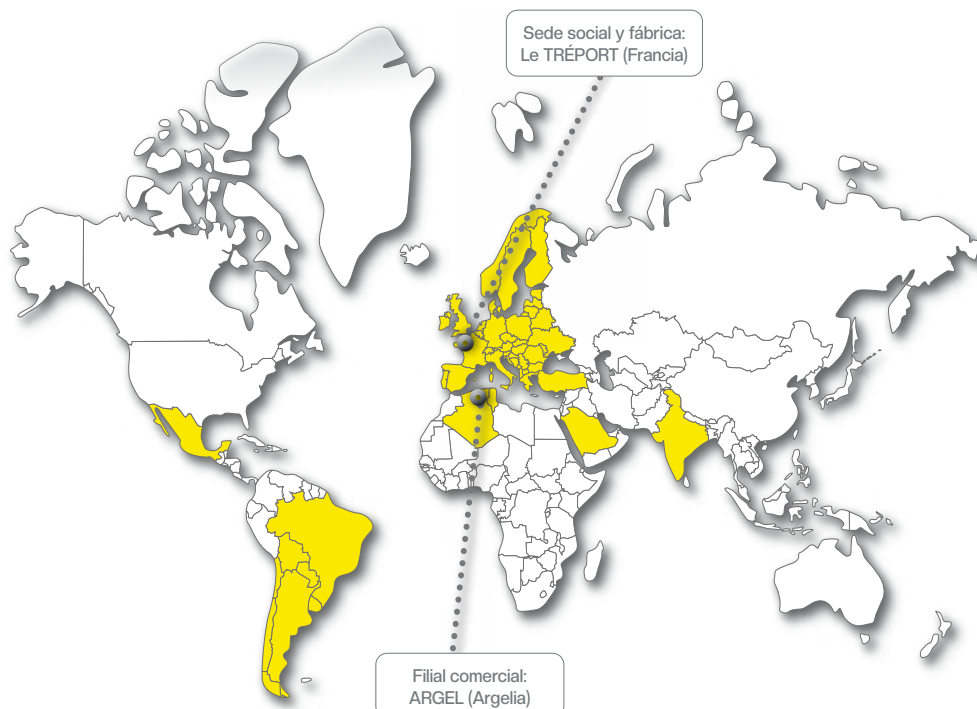 Sede social y fábrica:
Le TRÉPORT (Francia)
Filial comercial:
ARGEL (Argelia)